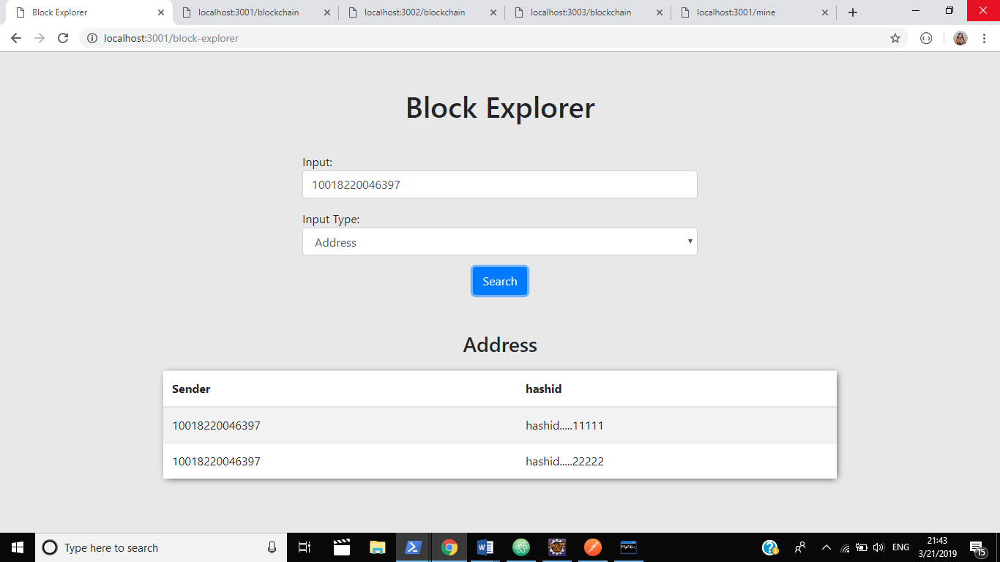 Block Explorer
localhost:3001/blockchain
localhost:3002/blockchain
localhost:3003/blockchain
localhost:3001/mine
localhost:3001/block-explorer
Block Explorer
Input:
10018220046397
Input Type:
Address
Search
Address
Sender hashid
10018220046397 hashid.....11111
10018220046397 hashid.....22222
Type here to search
ENG
21:43
3/21/2019
15